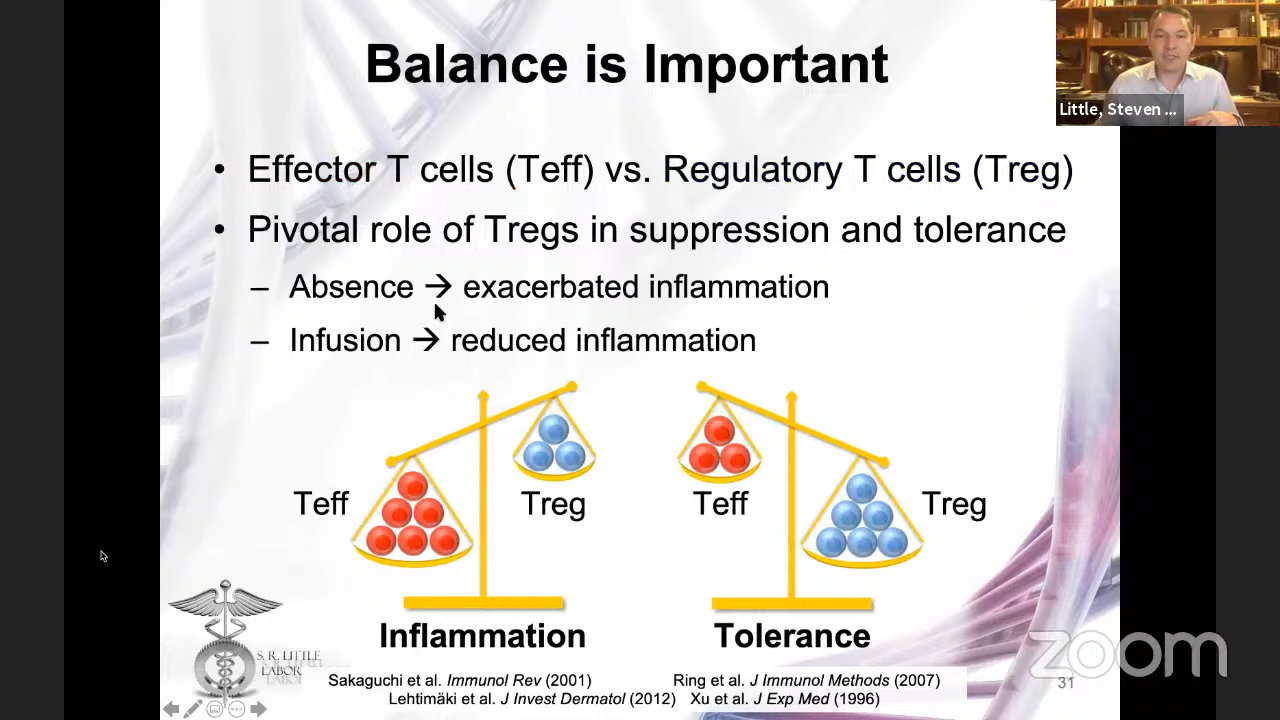 Balance is Important
Little, Steven ...
• Effector T cells (Teff) vs. Regulatory T cells (Treg)
• Pivotal role of Tregs in suppression and tolerance
– Absence → exacerbated inflammation
– Infusion → reduced inflammation
Teff
Treg
Teff
Treg
Inflammation
Tolerance
S. R. LITTLE
LABOR
Sakaguchi et al. Immunol Rev (2001)
Ring et al. J Immunol Methods (2007)
Lehtimäki et al. J Invest Dermatol (2012)
Xu et al. J Exp Med (1996)
31
zoom